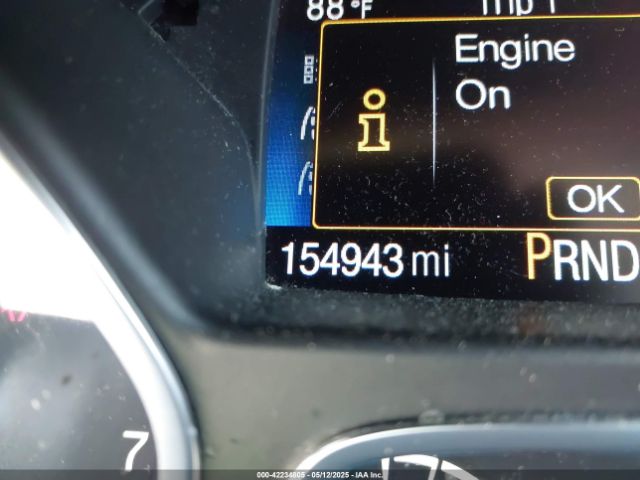 88 °F
Engine
On
i
OK
154943 mi PRND
7
000-42234605 - 05/12/2025 - IAA Inc.